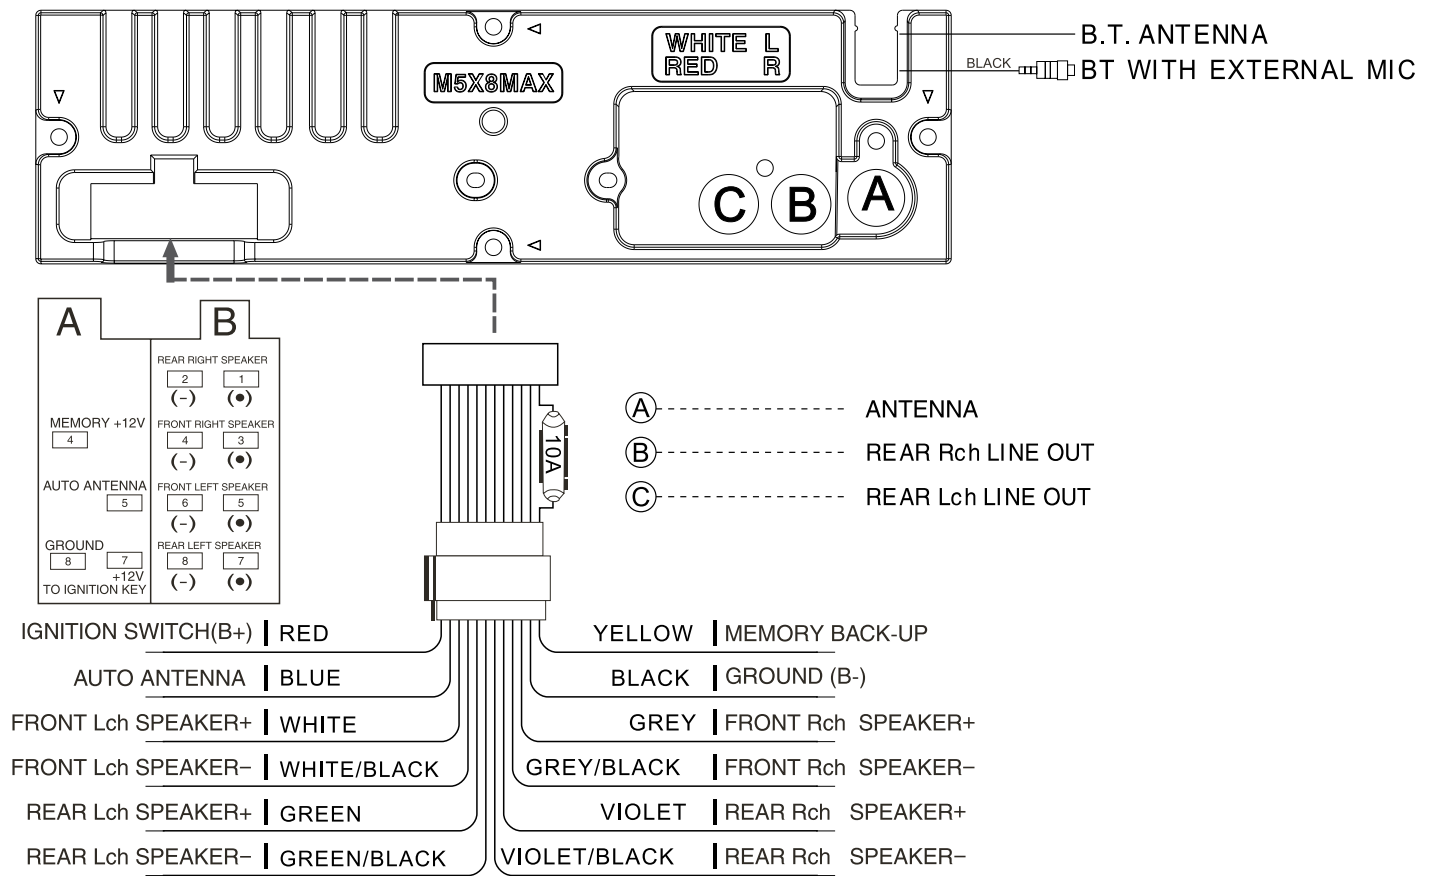 WHITE L
RED R
M5X8MAX
B.T. ANTENNA
BLACK
BT WITH EXTERNAL MIC
C B A
A B
REAR RIGHT SPEAKER
2 1
(-) (•)
MEMORY +12V
4
FRONT RIGHT SPEAKER
4 3
(-) (•)
AUTO ANTENNA
5
FRONT LEFT SPEAKER
6 5
(-) (•)
GROUND
8 7
+12V
TO IGNITION KEY
REAR LEFT SPEAKER
8 7
(-) (•)
10A
A ANTENNA
B REAR Rch LINE OUT
C REAR Lch LINE OUT
IGNITION SWITCH(B+) RED
AUTO ANTENNA BLUE
FRONT Lch SPEAKER+ WHITE
FRONT Lch SPEAKER− WHITE/BLACK
REAR Lch SPEAKER+ GREEN
REAR Lch SPEAKER− GREEN/BLACK
YELLOW MEMORY BACK-UP
BLACK GROUND (B-)
GREY FRONT Rch SPEAKER+
GREY/BLACK FRONT Rch SPEAKER−
VIOLET REAR Rch SPEAKER+
VIOLET/BLACK REAR Rch SPEAKER−